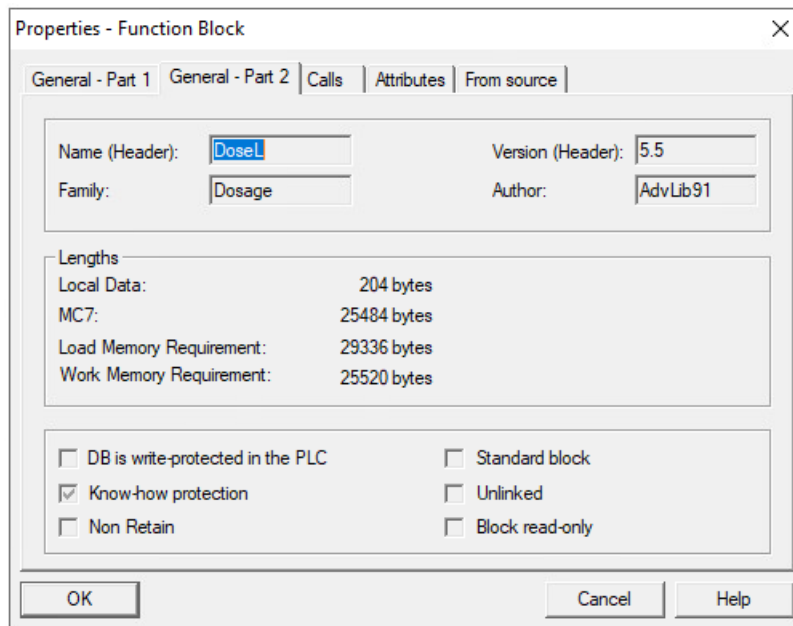 Properties - Function Block
General - Part 1 General - Part 2 Calls Attributes From source
Name (Header): DoseL Version (Header): 5.5
Family: Dosage Author: AdvLib91
Lengths
Local Data: 204 bytes
MC7: 25484 bytes
Load Memory Requirement: 29336 bytes
Work Memory Requirement: 25520 bytes
DB is write-protected in the PLC Standard block
Know-how protection Unlinked
Non Retain Block read-only
OK Cancel Help